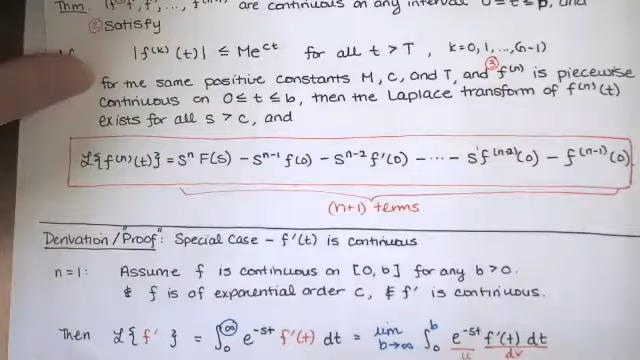 Thm. If f, f', ..., are continuous on any interval 0 ≤ t ≤ b, and
② Satisfy
|f^(k)(t)| ≤ Me^ct for all t > T, k=0,1,...,(n-1)
for the same positive constants M, c, and T, and ③ f^(n) is piecewise
continuous on 0 ≤ t ≤ b, then the Laplace transform of f^(n)(t)
exists for all s > c, and
ℒ{f^(n)(t)} = s^n F(s) - s^(n-1) f(0) - s^(n-2) f'(0) - ... - s' f^(n-2)(0) - f^(n-1)(0)
(n+1) terms
Derivation/"Proof": Special Case - f'(t) is continuous
n=1: Assume f is continuous on [0,b] for any b>0.
& f is of exponential order c, & f' is continuous.
Then ℒ{f'} = ∫_0^∞ e^-st f'(t) dt = lim b→∞ ∫_0^b e^-st f'(t) dt
u dv